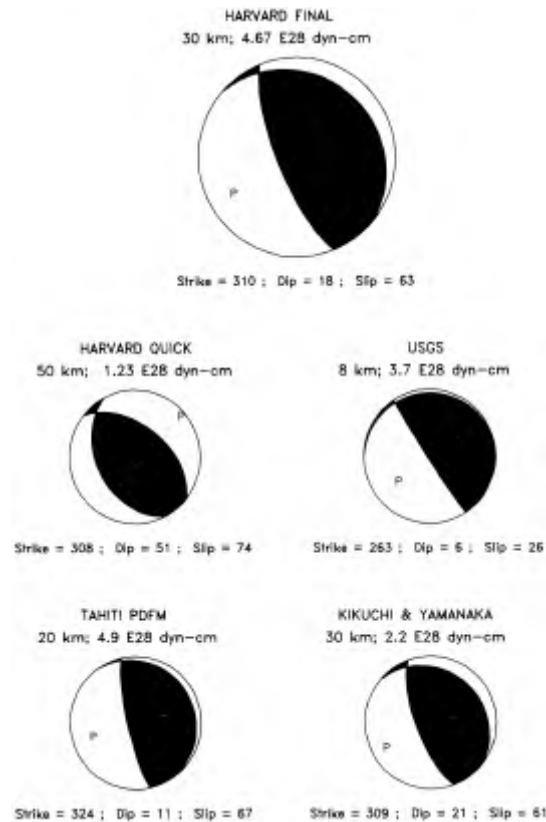 HARVARD FINAL
30 km; 4.67 E28 dyn-cm
P
Strike = 310 ; Dip = 18 ; Slip = 63
HARVARD QUICK
50 km; 1.23 E28 dyn-cm
P
Strike = 308 ; Dip = 51 ; Slip = 74
USGS
8 km; 3.7 E28 dyn-cm
P
Strike = 263 ; Dip = 6 ; Slip = 26
TAHITI PDFM
20 km; 4.9 E28 dyn-cm
P
Strike = 324 ; Dip = 11 ; Slip = 67
KIKUCHI & YAMANAKA
30 km; 2.2 E28 dyn-cm
P
Strike = 309 ; Dip = 21 ; Slip = 61